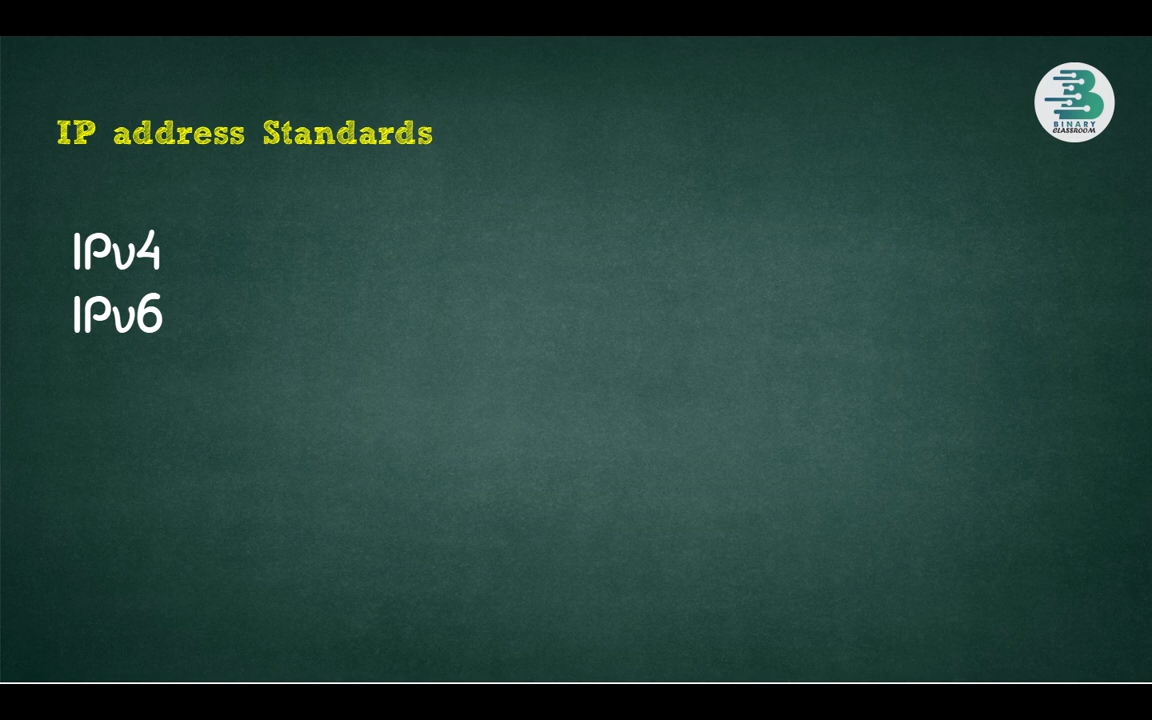 IP address Standards
BINARY
CLASSROOM
IPv4
IPv6